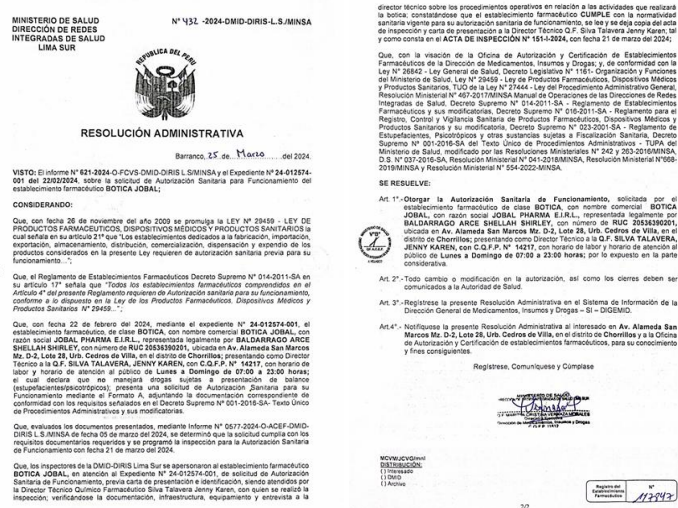 MINISTERIO DE SALUD
DIRECCIÓN DE REDES
INTEGRADAS DE SALUD
LIMA SUR
N° 432 -2024-DMID-DIRIS-L.S./MINSA
REPUBLICA DEL PERU
RESOLUCIÓN ADMINISTRATIVA
Barranco, 25 de Marzo del 2024
VISTO: El informe N° 621-2024-O-FCVS-DMID-DIRIS L.S/MINSA y el Expediente N° 24-012574-
001 del 22/02/2024, sobre la solicitud de Autorización Sanitaria para Funcionamiento del
establecimiento farmacéutico BOTICA JOBAL;
CONSIDERANDO:
Que, con fecha 26 de noviembre del año 2009 se promulga la LEY N° 29459 - LEY DE
PRODUCTOS FARMACEUTICOS, DISPOSITIVOS MÉDICOS Y PRODUCTOS SANITARIOS la
cual señala en su artículo 21° que "Los establecimientos dedicados a la fabricación, importación,
exportación, almacenamiento, distribución, comercialización, dispensación y expendio de los
productos considerados en la presente Ley requieren de autorización sanitaria previa para su
funcionamiento...";
Que, el Reglamento de Establecimientos Farmacéuticos Decreto Supremo N° 014-2011-SA en
su artículo 17° señala que "Todos los establecimientos farmacéuticos comprendidos en el
Artículo 4° del presente Reglamento requieren de Autorización Sanitaria para su funcionamiento y
conforme a lo dispuesto en la Ley de los Productos Farmacéuticos, Dispositivos Médicos y
Productos Sanitarios N° 29459...";
Que, con fecha 22 de febrero del 2024, mediante el expediente N° 24-012574-001, el
establecimiento farmacéutico, de clase BOTICA, con nombre comercial BOTICA JOBAL, con
razón social JOBAL PHARMA E.I.R.L., representada legalmente por BALDARRAGO ARCE
SHELLAH SHIRLEY, con número de RUC 20536390201, ubicada en Av. Alameda San Marcos
Mz. D-2, Lote 28, Urb. Cedros de Villa, en el distrito de Chorrillos; presentando como Director
Técnico a la Q.F. SILVA TALAVERA, JENNY KAREN, con C.Q.F.P. N° 14217, con horario de
labor y horario de atención al público de Lunes a Domingo de 07:00 a 23:00 horas; el
cual declara que no manejará drogas sujetas a presentación de balance
(estupefacientes/psicotrópicos); presenta una solicitud de Autorización Sanitaria para su
Funcionamiento mediante el Formato A, adjuntando la documentación correspondiente de
conformidad con los requisitos señalados en el Decreto Supremo N° 001-2016-SA- Texto Único
de Procedimientos Administrativos y sus modificatorias.
Que, evaluados los documentos presentados, mediante Informe N° 0577-2024-O-ACEF-DMID-
DIRIS L.S./MINSA de fecha 05 de marzo del 2024, se determinó que la solicitud cumplía con los
requisitos documentarios requeridos y se programó la inspección para la Autorización Sanitaria
de Funcionamiento con fecha 21 de marzo del 2024.
Que, los inspectores de la DMID-DIRIS Lima Sur se apersonaron al establecimiento farmacéutico
BOTICA JOBAL, en atención al Expediente N° 24-012574-001, de solicitud de Autorización
Sanitaria de Funcionamiento, previa carta de presentación e identificación, siendo atendidos
por la Director Técnico Químico Farmacéutico Silva Talavera Jenny Karen, con quien se realizó la
inspección; verificándose la documentación, infraestructura, equipamiento y entrevista a la
director técnico sobre los procedimientos operativos en relación a las actividades que realizará
la botica; constatándose que el establecimiento farmacéutico CUMPLE con la normatividad
sanitaria vigente para su autorización sanitaria de funcionamiento, se lee y se deja copia del acta
de inspección y carta de presentación a la Director Técnico Q.F. Silva Talavera Jenny Karen; tal
y como consta en el ACTA DE INSPECCIÓN N° 151-I-2024, con fecha 21 de marzo del 2024;
Que, con la visación de la Oficina de Autorización y Certificación de Establecimientos
Farmacéuticos de la Dirección de Medicamentos, Insumos y Drogas; y, de conformidad con la
Ley N° 26842 - Ley General de Salud, Decreto Legislativo N° 1161- Organización y Funciones
del Ministerio de Salud, Ley N° 29459 - Ley de Productos Farmacéuticos, Dispositivos Médicos
y Productos Sanitarios, TUO de la Ley N° 27444 - Ley del Procedimiento Administrativo General,
Resolución Ministerial N° 467-2017/MINSA Manual de Operaciones de las Direcciones de Redes
Integradas de Salud, Decreto Supremo N° 014-2011-SA - Reglamento de Establecimientos
Farmacéuticos y sus modificatorias, Decreto Supremo N° 016-2011-SA - Reglamento para el
Registro, Control y Vigilancia Sanitaria de Productos Farmacéuticos, Dispositivos Médicos y
Productos Sanitarios y su modificatoria, Decreto Supremo N° 023-2001-SA - Reglamento de
Estupefacientes, Psicotrópicos y otras sustancias sujetas a Fiscalización Sanitaria, Decreto
Supremo N° 001-2016-SA del Texto Único de Procedimientos Administrativos - TUPA del
Ministerio de Salud, modificado por las Resoluciones Ministeriales N° 242 y 263-2016/MINSA,
D.S. N° 037-2016-SA, Resolución Ministerial N° 041-2018/MINSA, Resolución Ministerial N°668-
2019/MINSA y Resolución Ministerial N° 554-2022-MINSA.
SE RESUELVE:
Art. 1°.-Otorgar la Autorización Sanitaria de Funcionamiento, solicitada por el
establecimiento farmacéutico de clase BOTICA, con nombre comercial BOTICA
JOBAL, con razón social JOBAL PHARMA E.I.R.L., representada legalmente por
BALDARRAGO ARCE SHELLAH SHIRLEY, con número de RUC 20536390201,
ubicada en Av. Alameda San Marcos Mz. D-2, Lote 28, Urb. Cedros de Villa, en el
distrito de Chorrillos; presentando como Director Técnico a la Q.F. SILVA TALAVERA,
JENNY KAREN, con C.Q.F.P. N° 14217, con horario de labor y horario de atención al
público de Lunes a Domingo de 07:00 a 23:00 horas; por lo expuesto en la parte
considerativa.
Art. 2°.-Todo cambio o modificación en la autorización, así como los cierres deben ser
comunicados a la Autoridad de Salud.
Art. 3°.-Regístrese la presente Resolución Administrativa en el Sistema de Información de la
Dirección General de Medicamentos, Insumos y Drogas – SI – DIGEMID.
Art.4°.- Notifíquese la presente Resolución Administrativa al interesado en Av. Alameda San Marcos
Mz. D-2, Lote 28, Urb. Cedros de Villa, en el distrito de Chorrillos y a la Oficina
de Autorización y Certificación de establecimientos farmacéuticos, para su conocimiento
y fines consiguientes.
Regístrese, Comuníquese y Cúmplase
MINISTERIO DE SALUD
Dirección de Medicamentos, Insumos y Drogas
MCVM/JCVG/mnl
DISTRIBUCIÓN:
( ) Interesado
( ) DMID
( ) Archivo
Registro del
Establecimiento
Farmacéutico
N°
117847
2/2